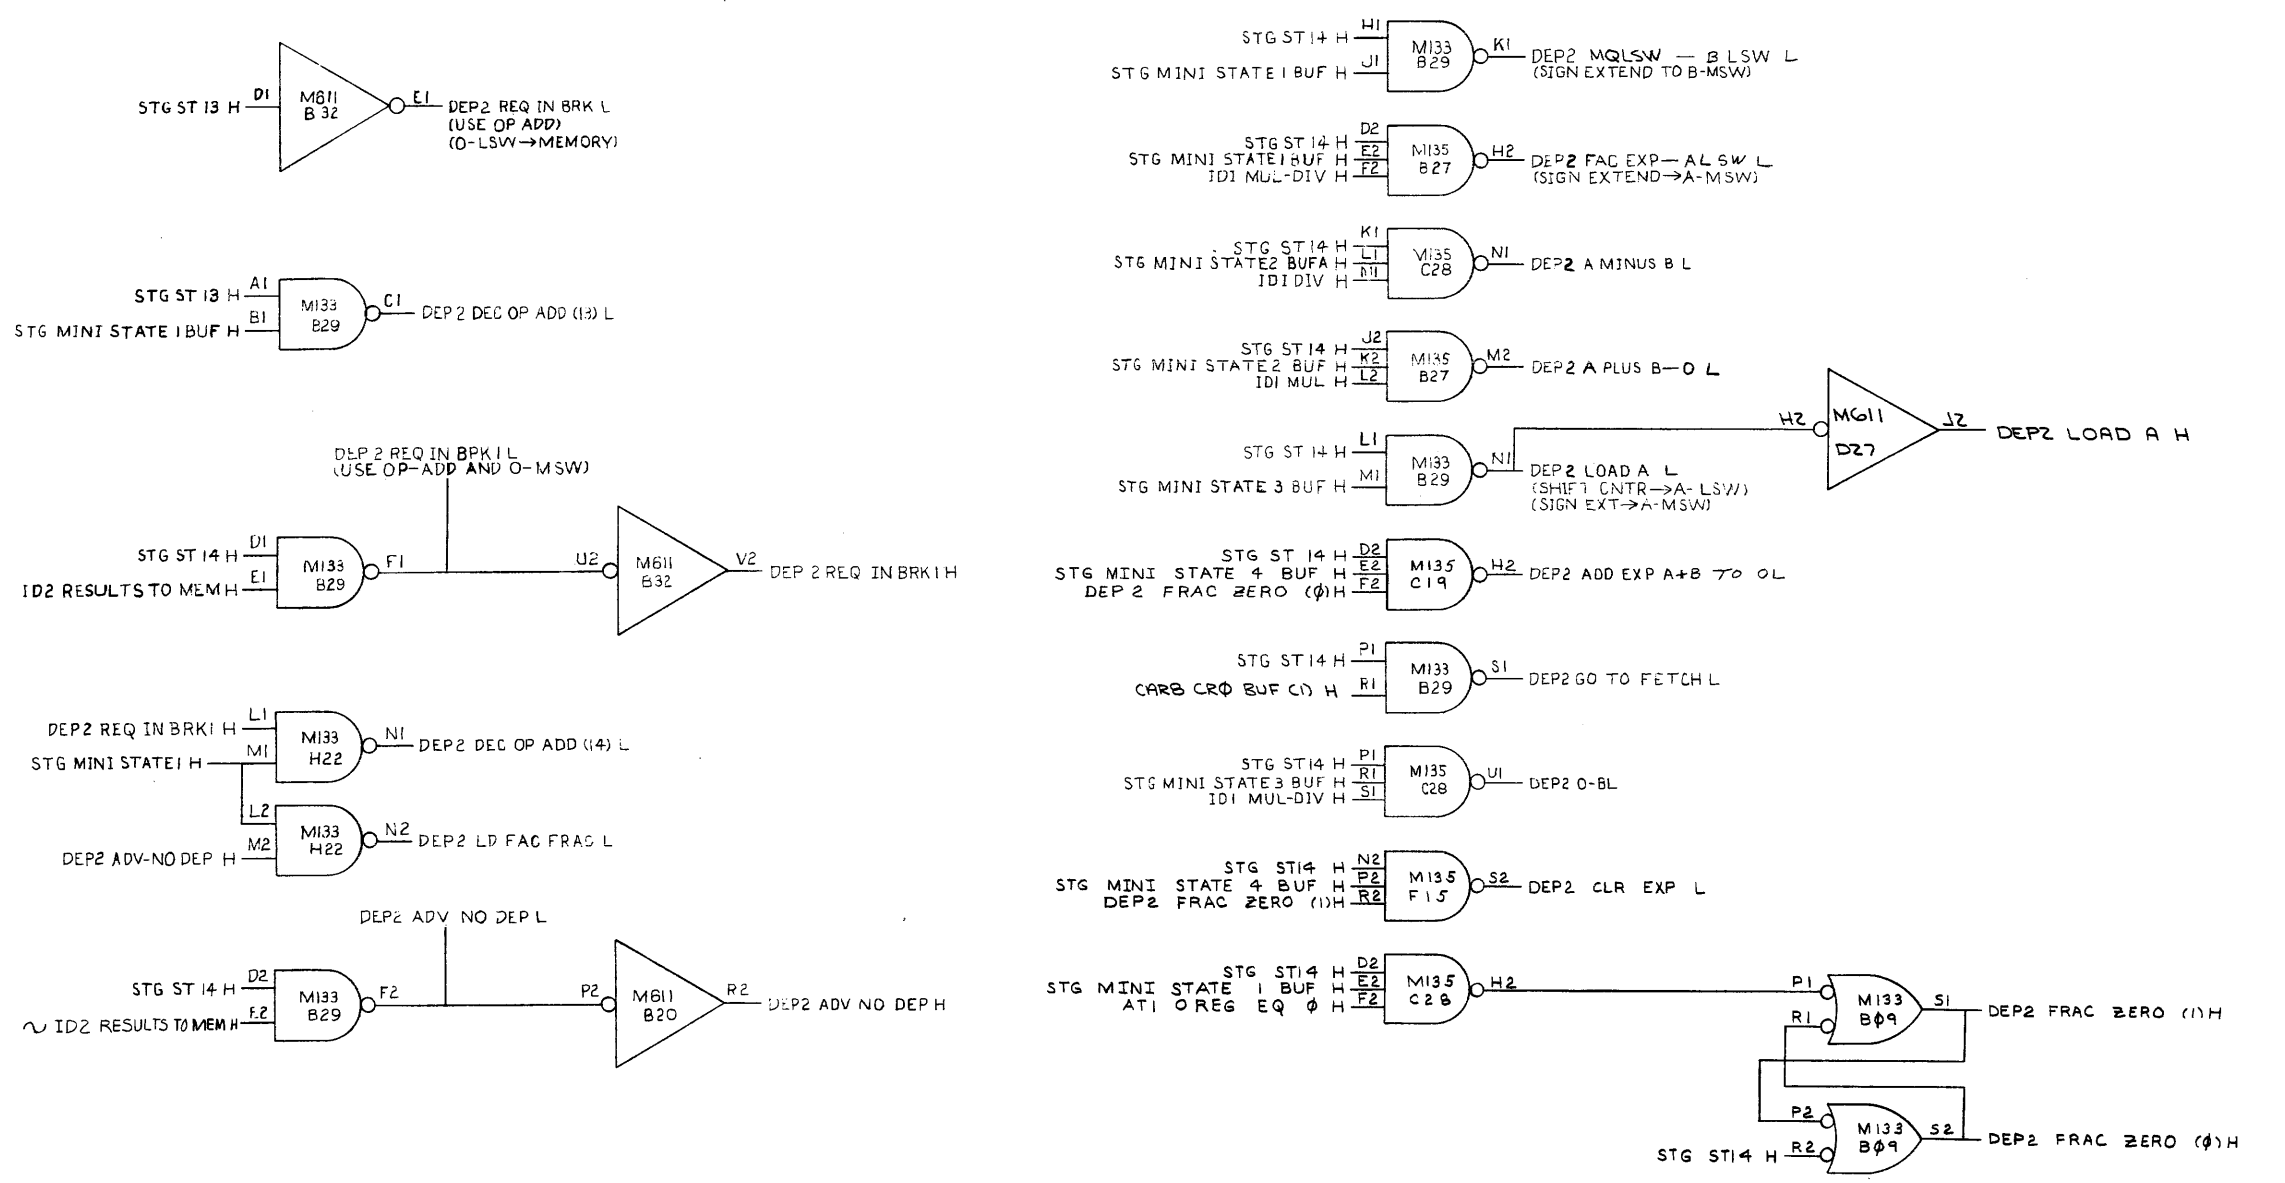 STG ST 13 H D1 M611 B32 E1 DEP2 REQ IN BRK L
(USE OP ADD)
(O-LSW→MEMORY)
STG ST 13 H A1
STG MINI STATE 1 BUF H B1
M133 B29 C1 DEP 2 DEC OP ADD (13) L
DEP 2 REQ IN BRK 1 L
(USE OP-ADD AND O-MSW)
STG ST 14 H D1
ID2 RESULTS TO MEM H E1
M133 B29 F1
U2 M611 B32 V2 DEP 2 REQ IN BRK 1 H
DEP2 REQ IN BRK1 H L1
STG MINI STATE 1 H M1
M133 H22 N1 DEP2 DEC OP ADD (14) L
L2
DEP2 ADV-NO DEP H M2
M133 H22 N2 DEP2 LD FAC FRAC L
DEP2 ADV NO DEP L
STG ST 14 H D2
~ ID2 RESULTS TO MEM H E2
M133 B29 F2
P2 M611 B20 R2 DEP2 ADV NO DEP H
STG ST 14 H H1
STG MINI STATE 1 BUF H J1
M133 B29 K1 DEP2 MQLSW — B LSW L
(SIGN EXTEND TO B-MSW)
STG ST 14 H D2
STG MINI STATE 1 BUF H E2
ID1 MUL-DIV H F2
M135 B27 H2 DEP2 FAC EXP— ALSW L
(SIGN EXTEND→A-MSW)
STG ST 14 H K1
STG MINI STATE2 BUFA H L1
ID1 DIV H M1
M135 C28 N1 DEP2 A MINUS B L
STG ST 14 H J2
STG MINI STATE 2 BUF H K2
ID1 MUL H L2
M135 B27 M2 DEP2 A PLUS B—O L
STG ST 14 H L1
STG MINI STATE 3 BUF H M1
M133 B29 N1 DEP2 LOAD A L
(SHIFT CNTR→A-LSW)
(SIGN EXT→A-MSW)
H2 M611 D27 J2 DEP2 LOAD A H
STG ST 14 H D2
STG MINI STATE 4 BUF H E2
DEP 2 FRAC ZERO (φ)H F2
M135 C19 H2 DEP2 ADD EXP A+B TO OL
STG ST 14 H P1
CARB CRφ BUF (1) H R1
M133 B29 S1 DEP2 GO TO FETCH L
STG ST 14 H P1
STG MINI STATE 3 BUF H R1
ID1 MUL-DIV H S1
M135 C28 U1 DEP2 O-BL
STG ST14 H N2
STG MINI STATE 4 BUF H P2
DEP2 FRAC ZERO (1)H R2
M135 F15 S2 DEP2 CLR EXP L
STG ST14 H D2
STG MINI STATE 1 BUF H E2
AT1 O REG EQ φ H F2
M135 C28 H2
P1
R1
M133 Bφ9 S1 DEP2 FRAC ZERO (1)H
P2
STG ST14 H R2
M133 Bφ9 S2 DEP2 FRAC ZERO (φ)H